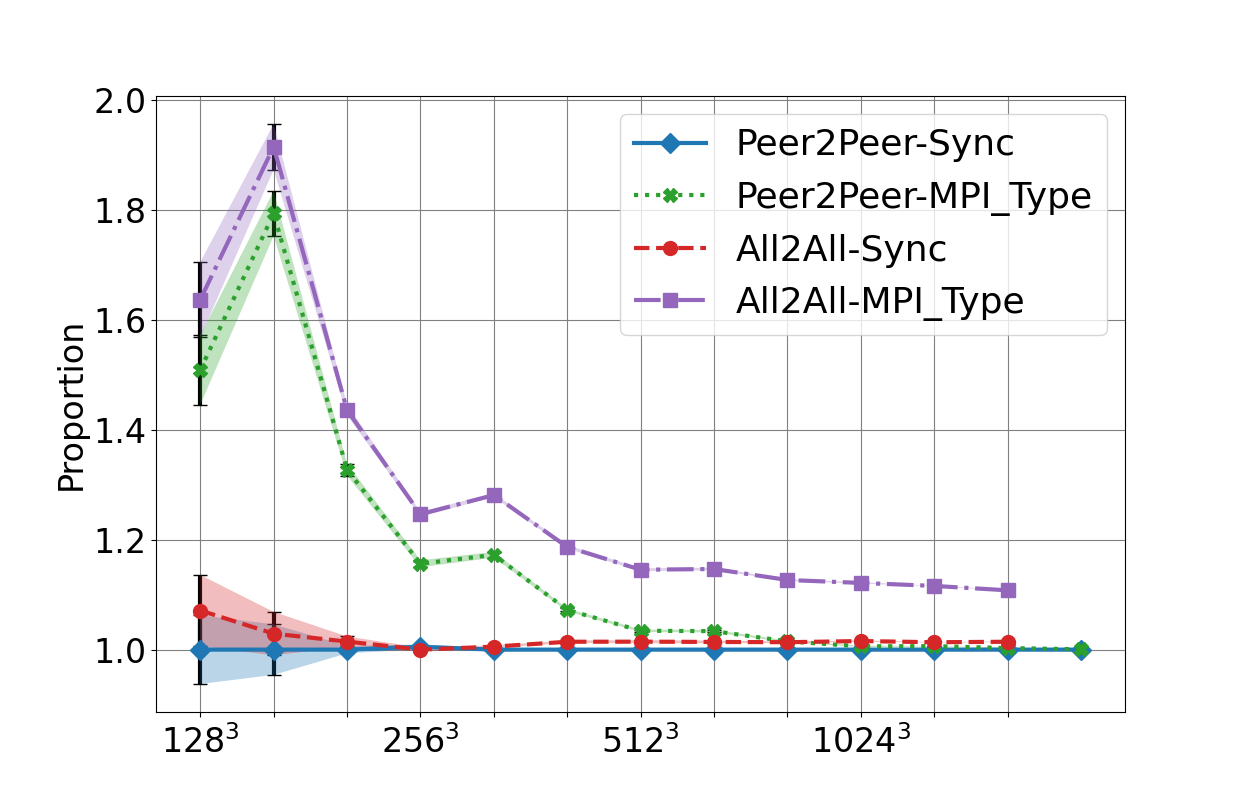 2.0
1.8
1.6
1.4
1.2
1.0
Proportion
Peer2Peer-Sync
Peer2Peer-MPI_Type
All2All-Sync
All2All-MPI_Type
128³ 256³ 512³ 1024³